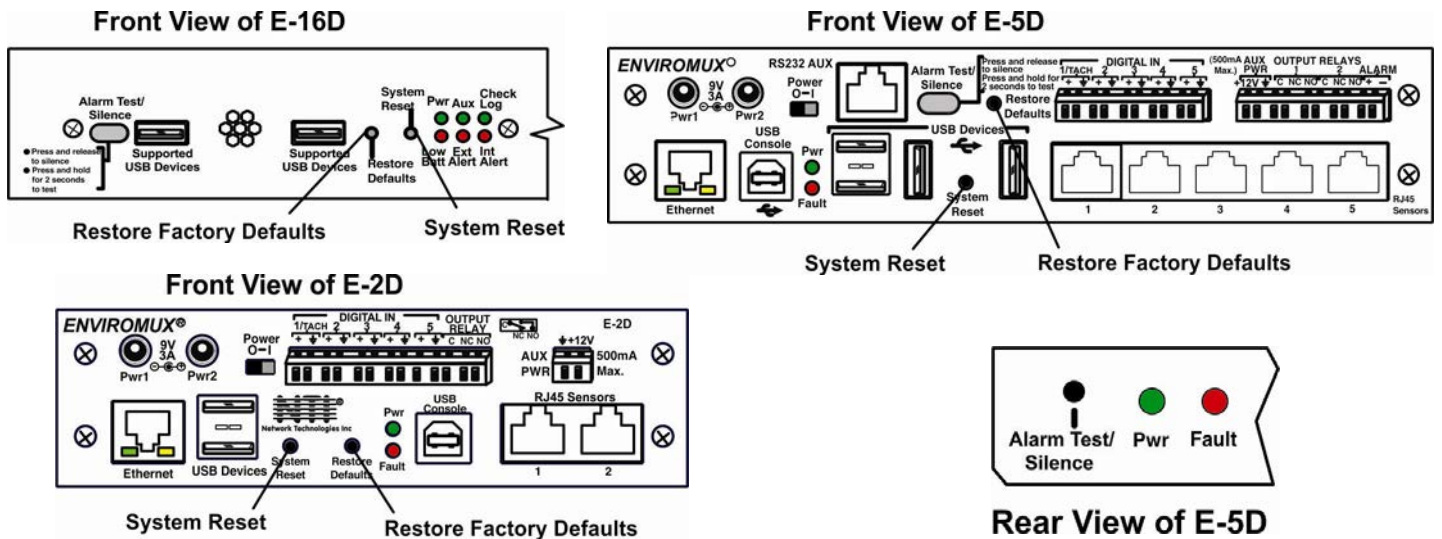 Front View of E-16D
Alarm Test/
Silence
● Press and release
to silence
● Press and hold
for 2 seconds
to test
Supported
USB Devices
Supported
USB Devices
System
Reset
Restore
Defaults
Pwr Aux Check
Log
Low
Batt
Ext
Alert
Int
Alert
Restore Factory Defaults
System Reset
Front View of E-5D
ENVIROMUX
9V
3A
Pwr1
Pwr2
RS232 AUX
Power
O–I
Alarm Test/
Silence
Press and release
to silence
Press and hold for
2 seconds to test
Restore
Defaults
DIGITAL IN
1/TACH 2 3 4 5
+ + + + +
(500mA
Max.)
AUX
PWR
+12V
OUTPUT RELAYS
1 2 ALARM
C NC NO C NC NO + −
Ethernet
USB
Console
Pwr
Fault
USB Devices
System
Reset
1 2 3 4 5
RJ45
Sensors
System Reset
Restore Factory Defaults
Front View of E-2D
ENVIROMUX®
9V
3A
Pwr1
Pwr2
Power
O–I
DIGITAL IN
1/TACH 2 3 4 5
+ + + + +
OUTPUT
RELAY
C NC NO
C
NC NO
E-2D
+12V
AUX
PWR
500mA
Max.
Ethernet
USB Devices
®
Network Technologies Inc
System
Reset
Restore
Defaults
Pwr
Fault
USB
Console
RJ45 Sensors
1 2
System Reset
Restore Factory Defaults
Alarm Test/
Silence
Pwr
Fault
Rear View of E-5D